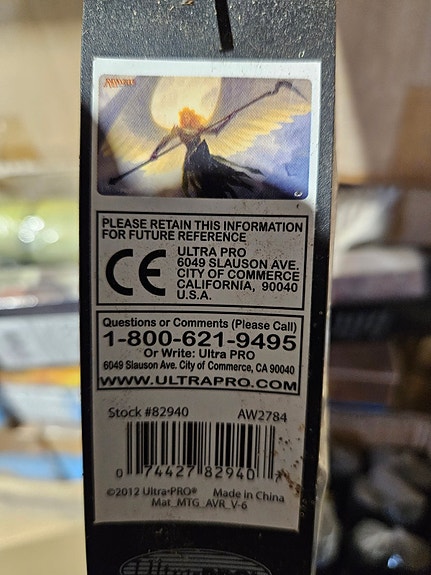 PLEASE RETAIN THIS INFORMATION
FOR FUTURE REFERENCE
CE
ULTRA PRO
6049 SLAUSON AVE.
CITY OF COMMERCE
CALIFORNIA, 90040
U.S.A.
Questions or Comments (Please Call)
1-800-621-9495
Or Write: Ultra PRO
6049 Slauson Ave. City of Commerce, CA 90040
WWW.ULTRAPRO.COM
Stock #82940 AW2784
0 74427 82940 7
©2012 Ultra•PRO® Made in China
Mat_MTG_AVR_V-6